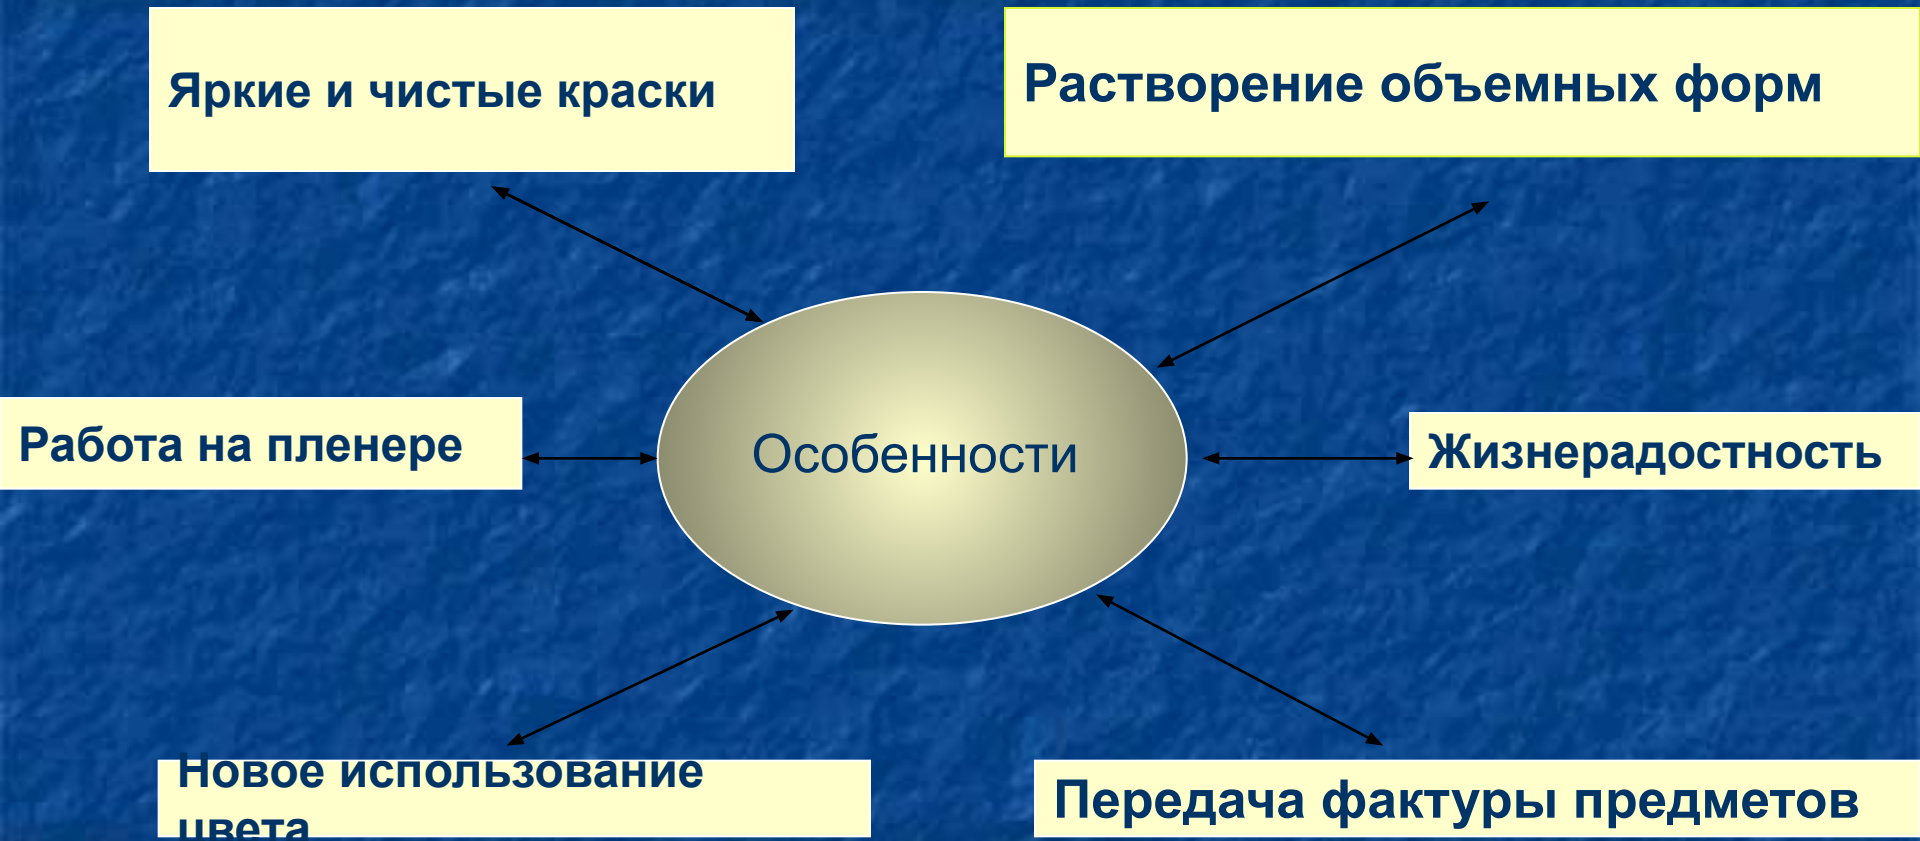 Яркие и чистые краски
Растворение объемных форм
Работа на пленере
Особенности
Жизнерадостность
Новое использование
цвета
Передача фактуры предметов